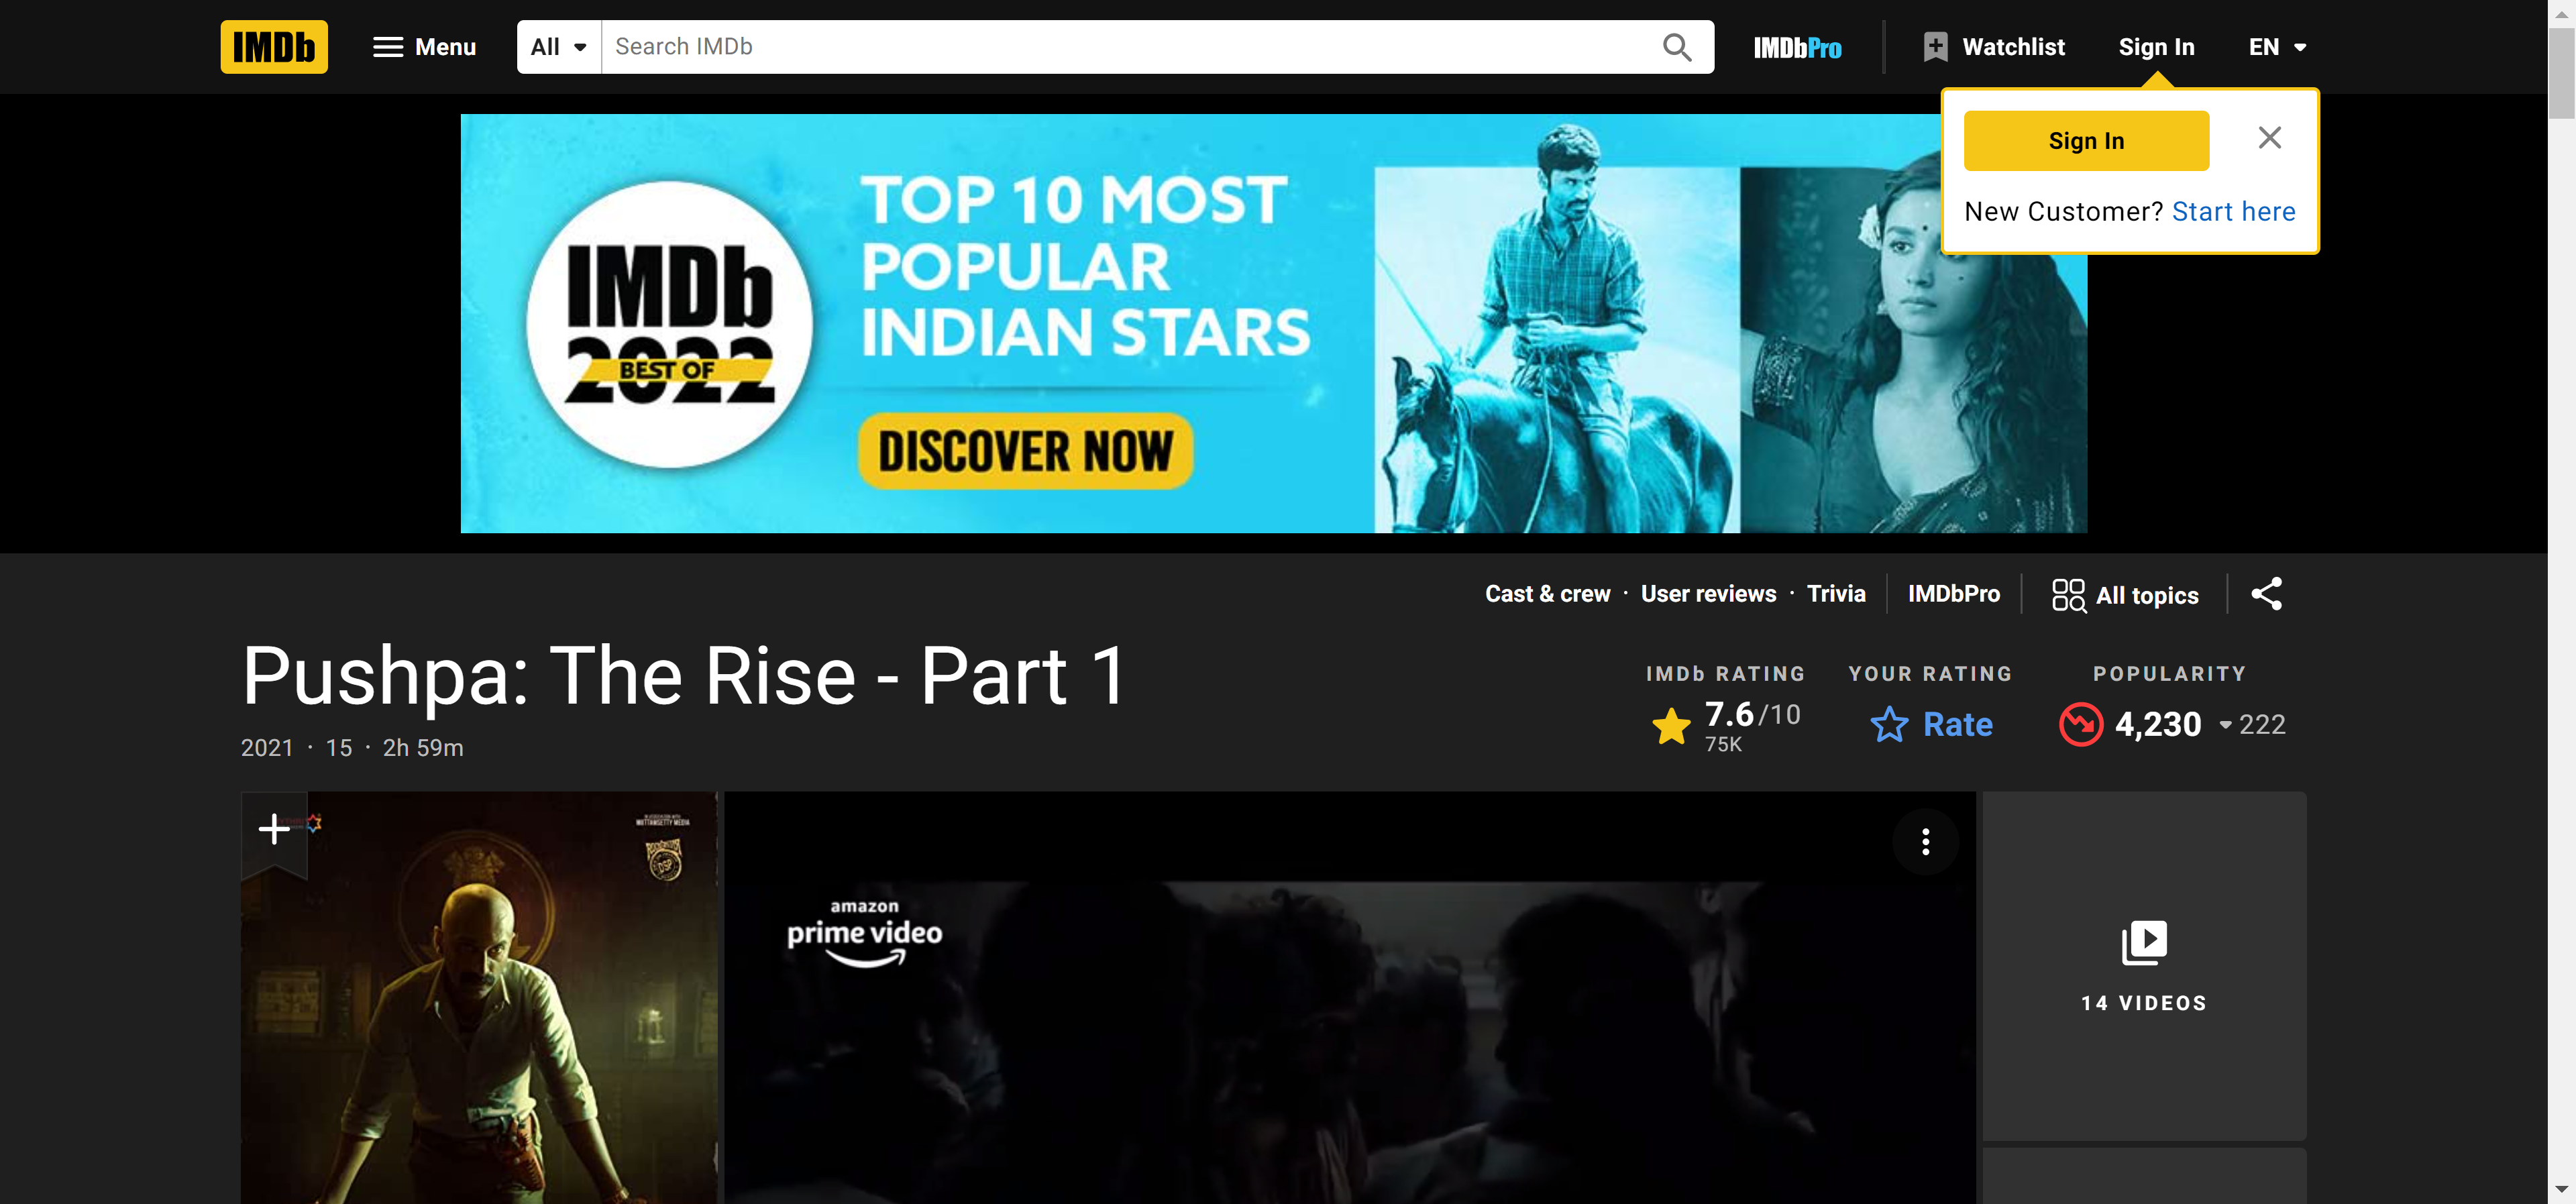 IMDb
Menu
All
Search IMDb
IMDbPro
Watchlist
Sign In
EN
Sign In
New Customer? Start here
IMDb
2022
BEST OF
TOP 10 MOST
POPULAR
INDIAN STARS
DISCOVER NOW
Cast & crew · User reviews · Trivia
IMDbPro
All topics
Pushpa: The Rise - Part 1
2021 · 15 · 2h 59m
IMDb RATING
7.6/10
75K
YOUR RATING
Rate
POPULARITY
4,230
222
MUTTAMSETTY MEDIA
DSP
amazon
prime video
14 VIDEOS